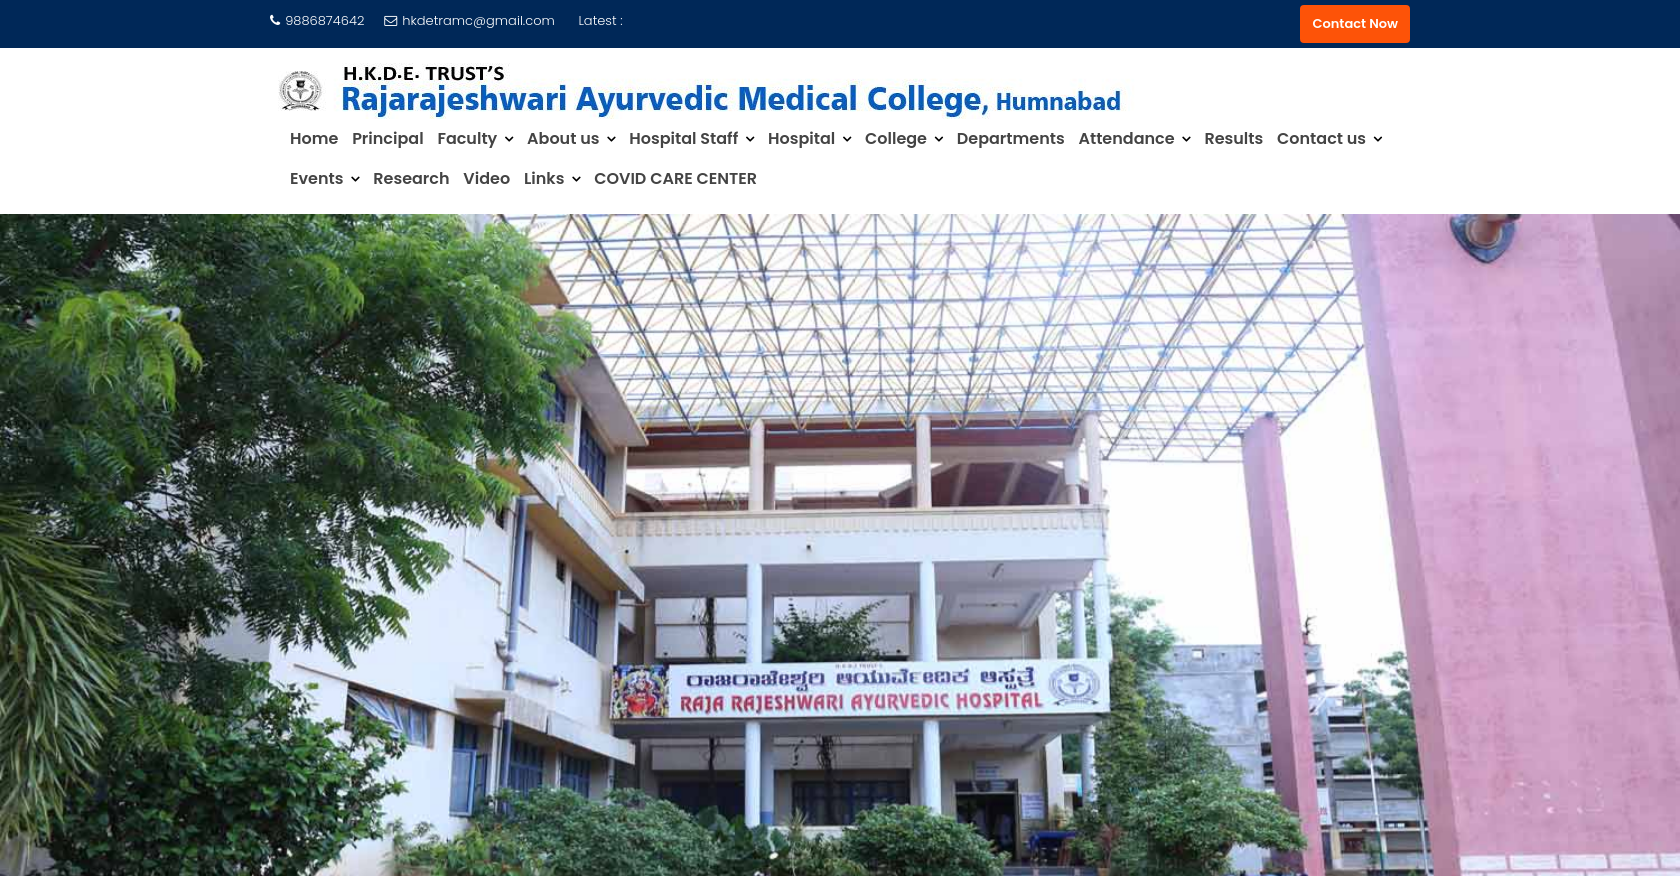 9886874642 hkdetramc@gmail.com Latest : Contact Now
H.K.D.E. TRUST'S
Rajarajeshwari Ayurvedic Medical College, Humnabad
Home Principal Faculty About us Hospital Staff Hospital College Departments Attendance Results Contact us
Events Research Video Links COVID CARE CENTER
H.K.D.E TRUST'S
ರಾಜರಾಜೇಶ್ವರಿ ಆಯುರ್ವೇದಿಕ ಆಸ್ಪತ್ರೆ
RAJA RAJESHWARI AYURVEDIC HOSPITAL